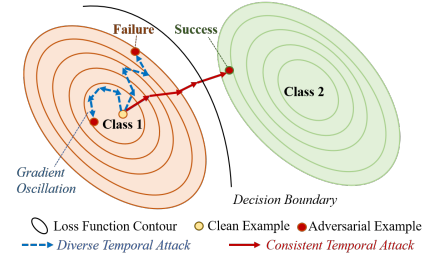 Failure
Success
Class 1
Class 2
Gradient
Oscillation
Decision Boundary
Loss Function Contour
Clean Example
Adversarial Example
Diverse Temporal Attack
Consistent Temporal Attack